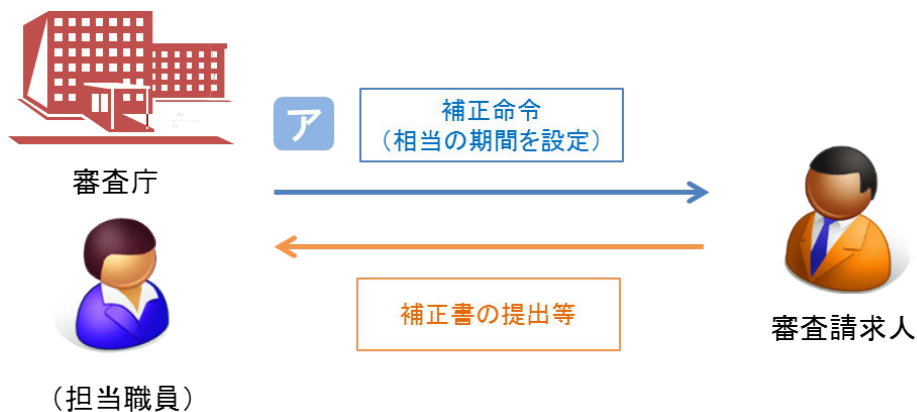 ア
補正命令
（相当の期間を設定）
審査庁
補正書の提出等
審査請求人
（担当職員）